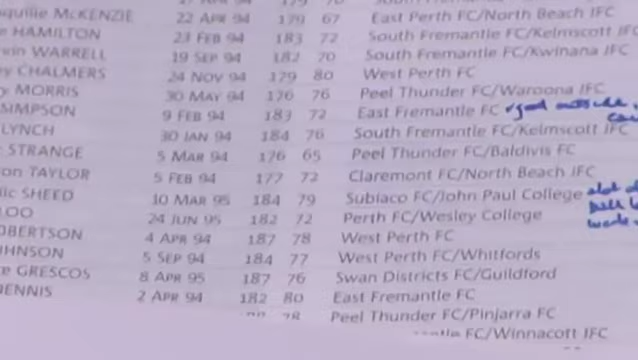 McKENZIE 22 APR 94 179 67 East Perth FC/North Beach JFC
HAMILTON 23 FEB 94 183 72 South Fremantle FC/Kelmscott JFC
WARRELL 19 SEP 94 182 70 South Fremantle FC/Kwinana JFC
CHALMERS 24 NOV 94 179 80 West Perth FC
MORRIS 30 MAY 94 176 76 Peel Thunder FC/Waroona JFC
SIMPSON 9 FEB 94 183 72 East Fremantle FC good outside
LYNCH 30 JAN 94 184 76 South Fremantle FC/Kelmscott JFC
STRANGE 5 MAR 94 176 65 Peel Thunder FC/Baldivis FC
TAYLOR 5 FEB 94 177 72 Claremont FC/North Beach JFC
SHEED 10 MAR 95 184 79 Subiaco FC/John Paul College
LOO 24 JUN 95 182 72 Perth FC/Wesley College
OBERTSON 4 APR 94 187 78 West Perth FC
HNSON 5 SEP 94 184 77 West Perth FC/Whitfords
GRESCOS 8 APR 95 187 76 Swan Districts FC/Guildford
ENNIS 2 APR 94 182 80 East Fremantle FC
78 Peel Thunder FC/Pinjarra FC
FC/Winnacott JFC